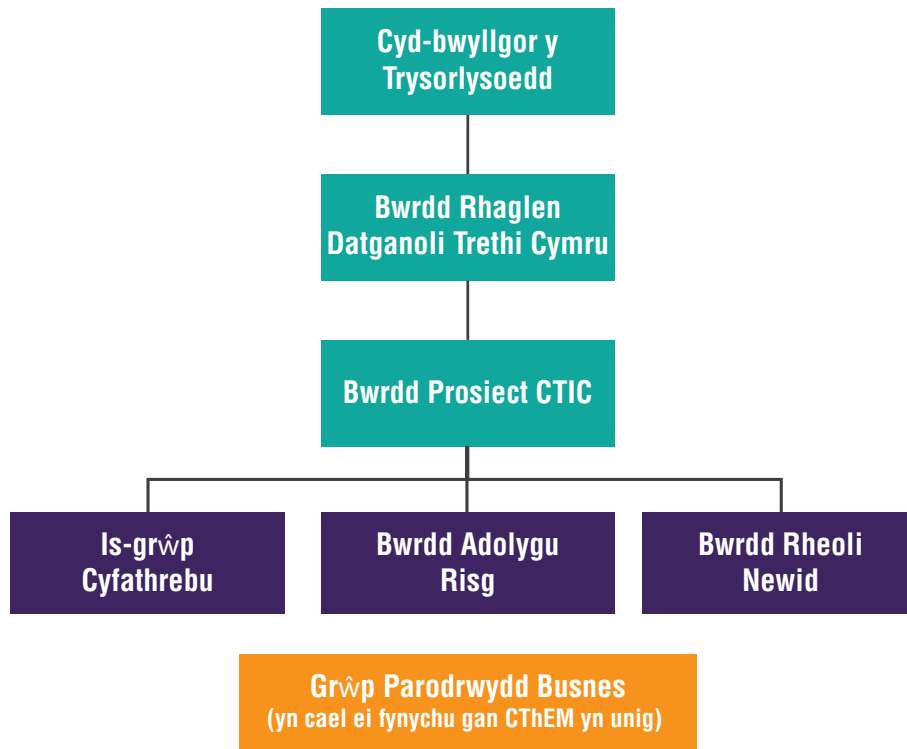 Cyd-bwyllgor y
Trysorlysoedd
Bwrdd Rhaglen
Datganoli Trethi Cymru
Bwrdd Prosiect CTIC
Is-grŵp
Cyfathrebu
Bwrdd Adolygu
Risg
Bwrdd Rheoli
Newid
Grŵp Parodrwydd Busnes
(yn cael ei fynychu gan CThEM yn unig)